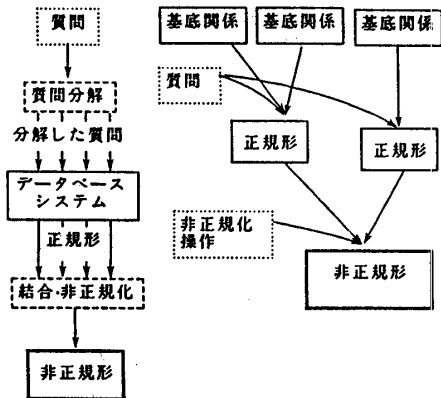 質問
質問分解
分解した質問
データベース
システム
正規形
結合・非正規化
非正規形
基底関係
基底関係
基底関係
質問
正規形
正規形
非正規化
操作
非正規形